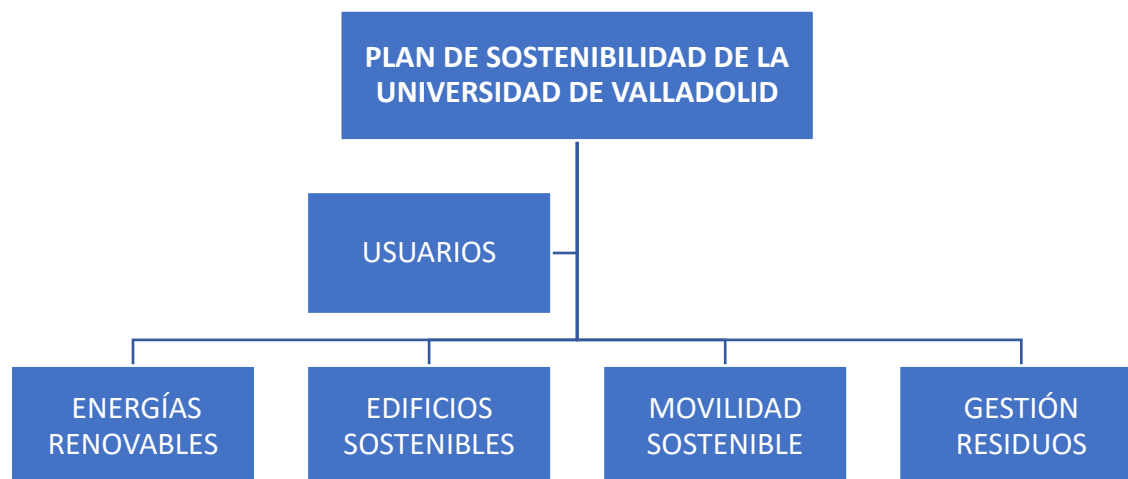 PLAN DE SOSTENIBILIDAD DE LA
UNIVERSIDAD DE VALLADOLID
USUARIOS
ENERGÍAS
RENOVABLES
EDIFICIOS
SOSTENIBLES
MOVILIDAD
SOSTENIBLE
GESTIÓN
RESIDUOS